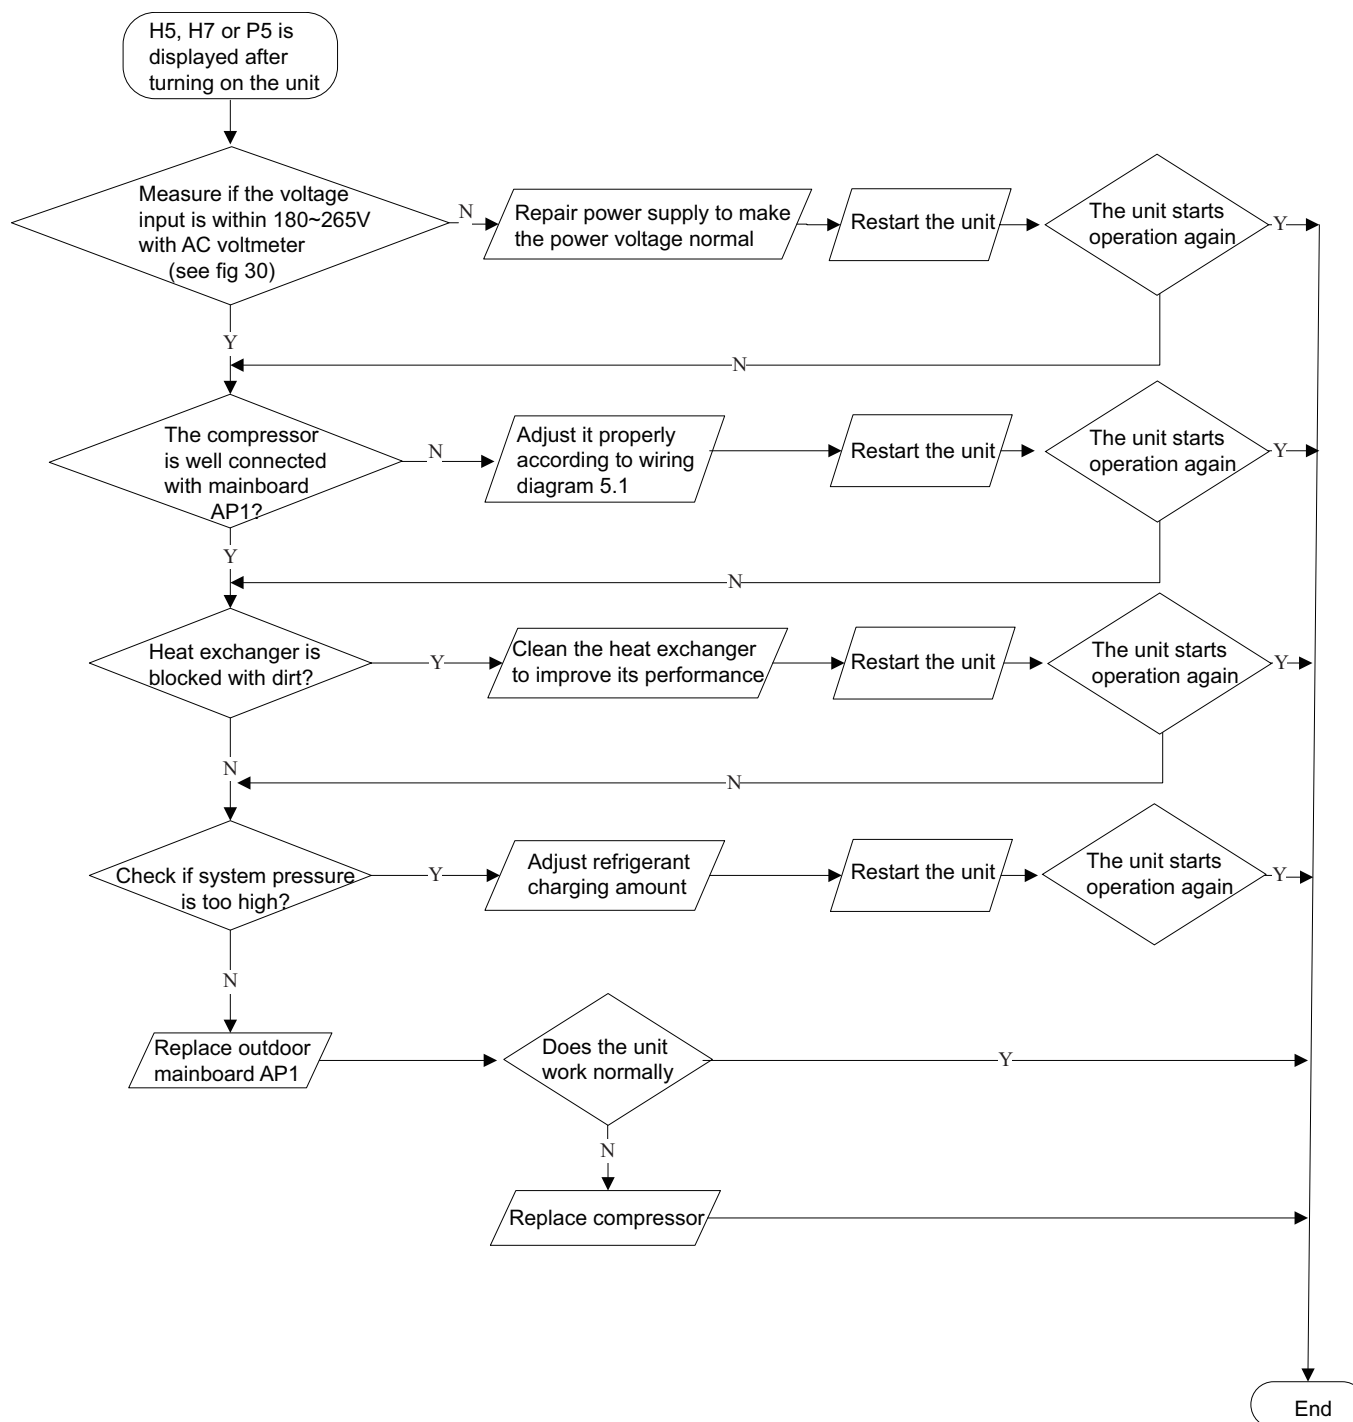 H5, H7 or P5 is
displayed after
turning on the unit
Measure if the voltage
input is within 180~265V
with AC voltmeter
(see fig 30)
N
Repair power supply to make
the power voltage normal
Restart the unit
The unit starts
operation again
Y
Y
N
The compressor
is well connected
with mainboard
AP1?
N
Adjust it properly
according to wiring
diagram 5.1
Restart the unit
The unit starts
operation again
Y
Y
N
Heat exchanger is
blocked with dirt?
Y
Clean the heat exchanger
to improve its performance
Restart the unit
The unit starts
operation again
Y
N
N
Check if system pressure
is too high?
Y
Adjust refrigerant
charging amount
Restart the unit
The unit starts
operation again
Y
N
Replace outdoor
mainboard AP1
Does the unit
work normally
Y
N
Replace compressor
End